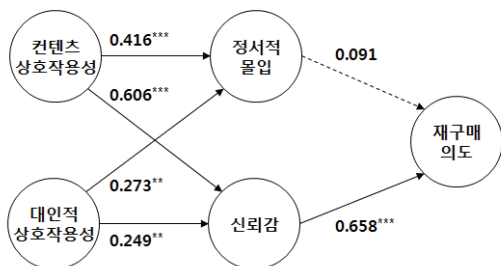 컨텐츠
상호작용성
0.416***
정서적
몰입
0.091
0.606***
재구매
의도
0.273**
대인적
상호작용성
0.249**
신뢰감
0.658***